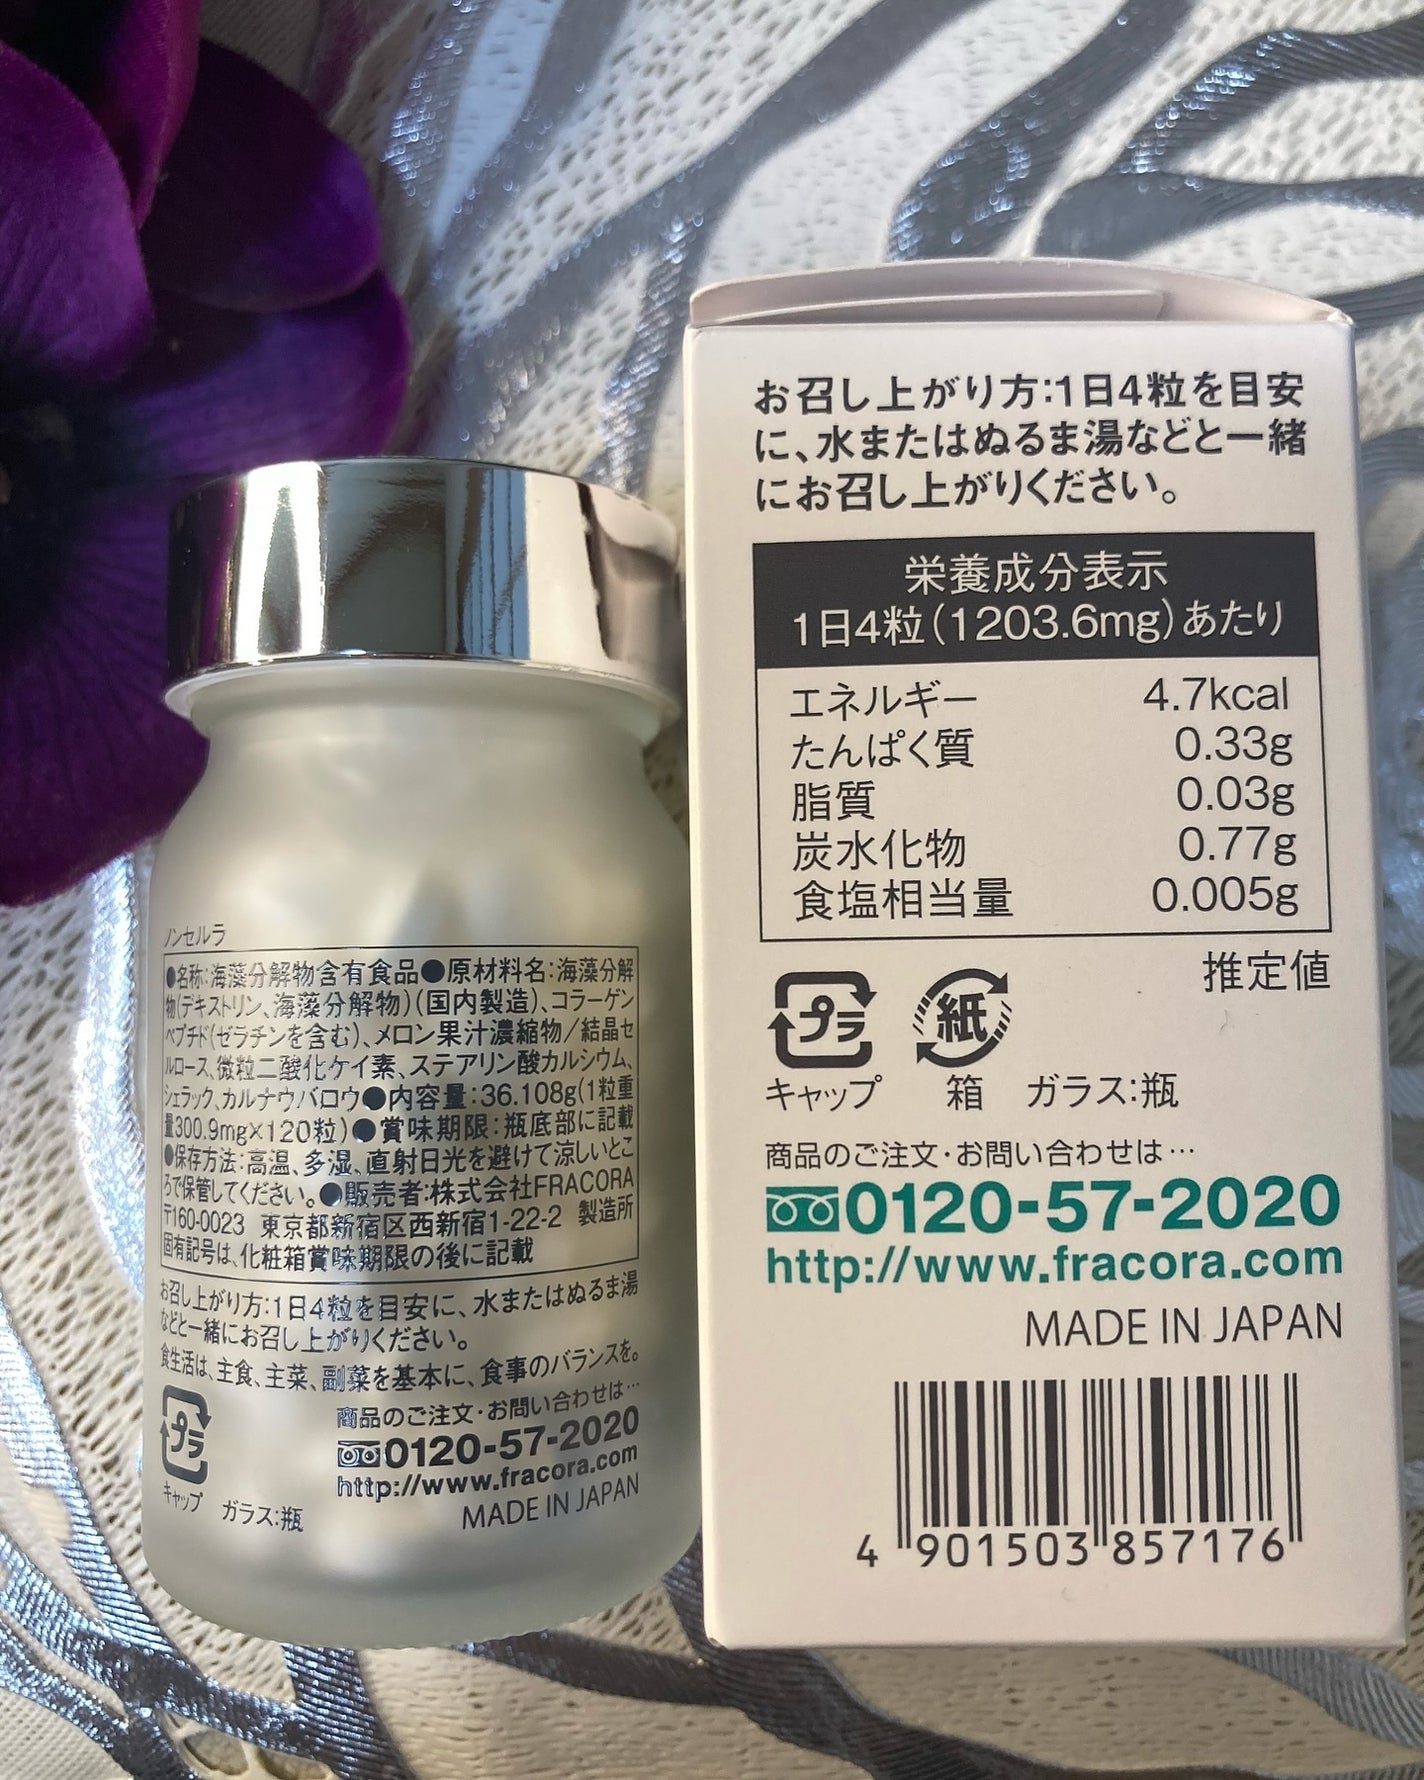 ノンセルラ
●名称:海藻分解物含有食品●原材料名:海藻分解
物(デキストリン、海藻分解物)(国内製造)、コラーゲン
ペプチド(ゼラチンを含む)、メロン果汁濃縮物/結晶セ
ルロース、微粒二酸化ケイ素、ステアリン酸カルシウム、
シェラック、カルナウバロウ●内容量:36.108g(1粒重
量300.9mg×120粒)●賞味期限:瓶底部に記載
●保存方法:高温、多湿、直射日光を避けて涼しいとこ
ろで保管してください。●販売者:株式会社FRACORA
〒160-0023 東京都新宿区西新宿1-22-2 製造所
固有記号は、化粧箱賞味期限の後に記載
お召し上がり方:1日4粒を目安に、水またはぬるま湯
などと一緒にお召し上がりください。
食生活は、主食、主菜、副菜を基本に、食事のバランスを。
プラ
キャップ ガラス:瓶
商品のご注文・お問い合わせは…
0120-57-2020
http://www.fracora.com
MADE IN JAPAN
お召し上がり方:1日4粒を目安
に、水またはぬるま湯などと一緒
にお召し上がりください。
栄養成分表示
1日4粒(1203.6mg)あたり
エネルギー 4.7kcal
たんぱく質 0.33g
脂質 0.03g
炭水化物 0.77g
食塩相当量 0.005g
推定値
プラ 紙
キャップ 箱 ガラス:瓶
商品のご注文・お問い合わせは…
0120-57-2020
http://www.fracora.com
MADE IN JAPAN
4 901503 857176